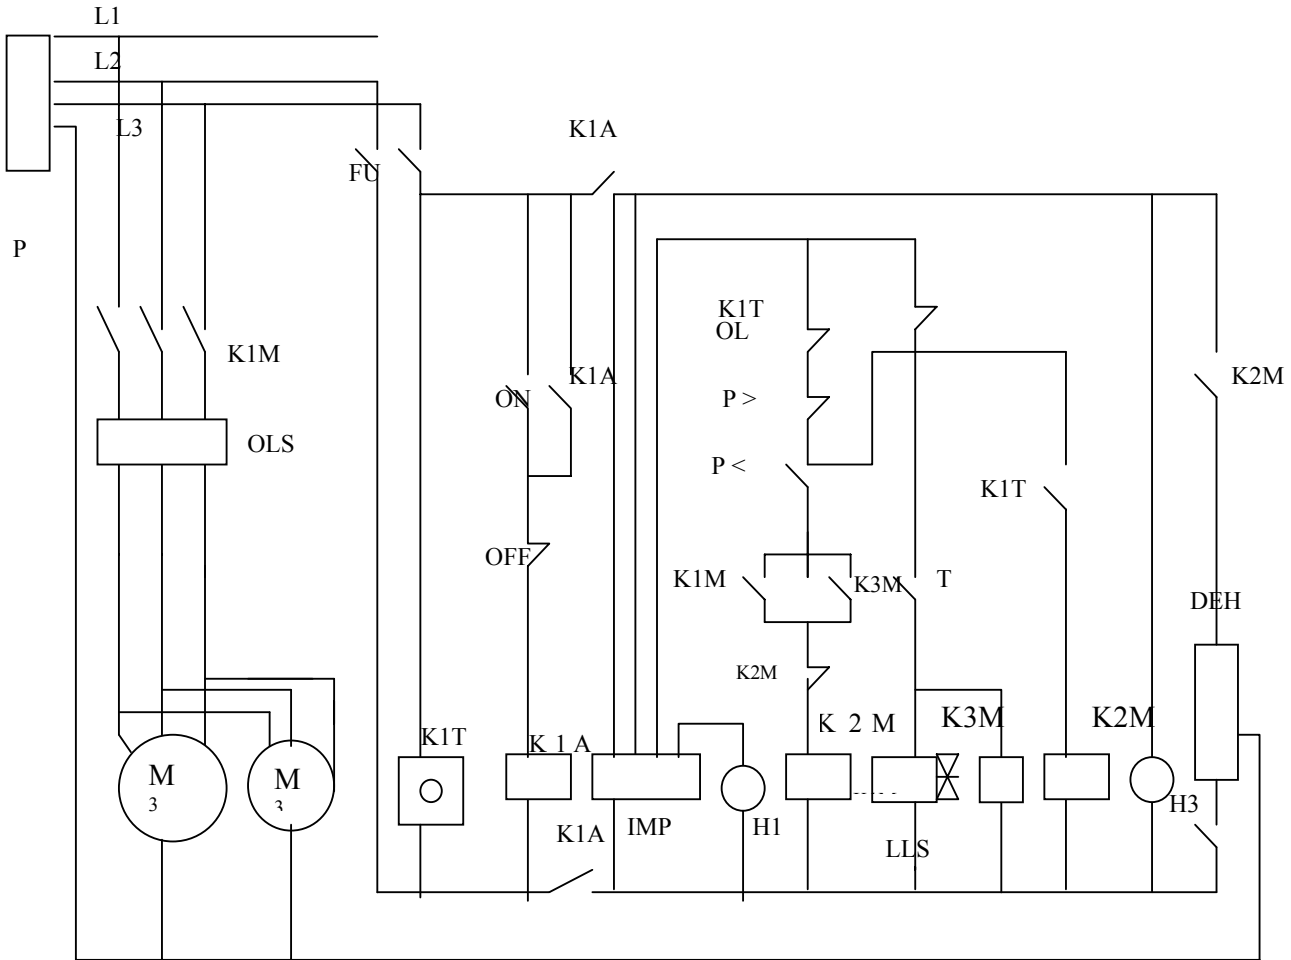 L1
L2
L3
K1A
FU
P
K1T
OL
K1M
K1A
K2M
ON
P >
OLS
P <
K1T
OFF
K1M
K3M
T
DEH
K2M
K 2 M
K3M
K2M
K1T
K 1 A
M
3
M
3
H3
K1A
IMP
H1
LLS